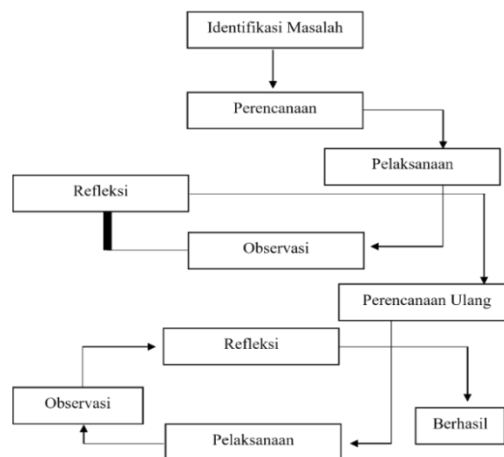 Identifikasi Masalah
Perencanaan
Pelaksanaan
Refleksi
Observasi
Perencanaan Ulang
Refleksi
Observasi
Berhasil
Pelaksanaan